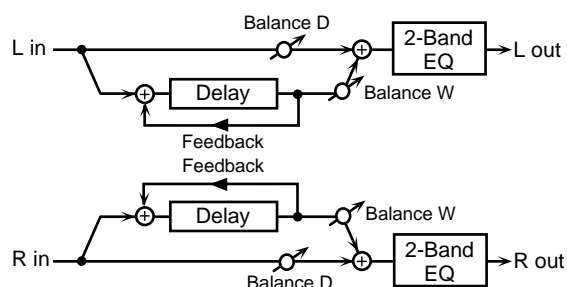 Balance D
L in
2-Band
EQ
L out
Delay
Balance W
Feedback
Feedback
Delay
Balance W
R in
2-Band
EQ
R out
Balance D